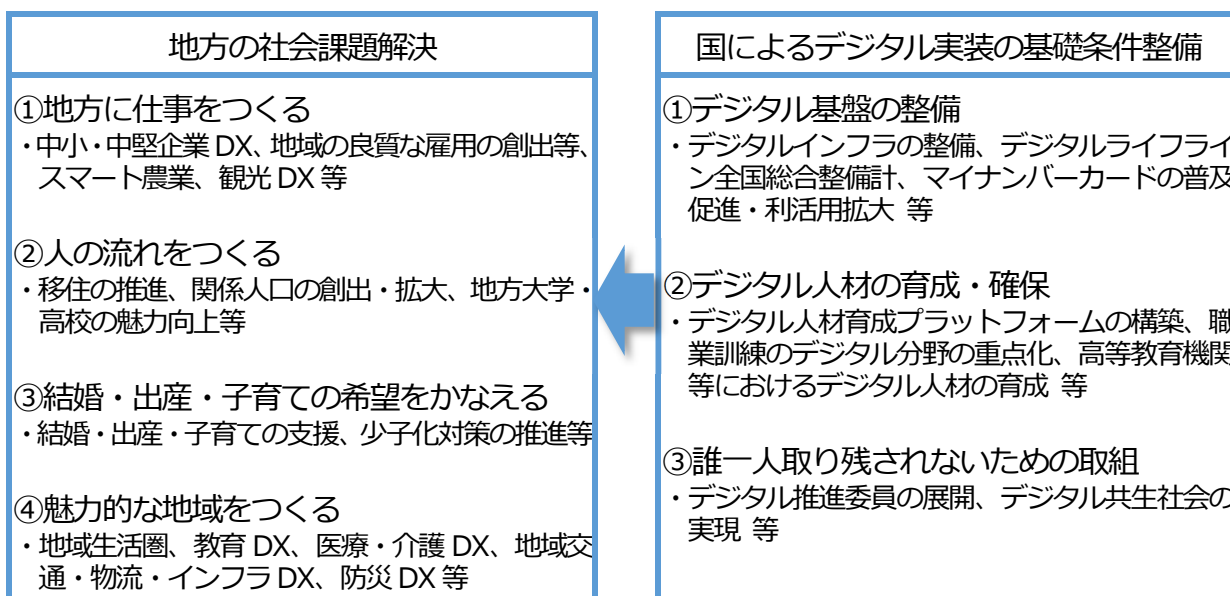 地方の社会課題解決
①地方に仕事をつくる
・中小・中堅企業 DX、地域の良質な雇用の創出等、
スマート農業、観光 DX 等
②人の流れをつくる
・移住の推進、関係人口の創出・拡大、地方大学・
高校の魅力向上等
③結婚・出産・子育ての希望をかなえる
・結婚・出産・子育ての支援、少子化対策の推進等
④魅力的な地域をつくる
・地域生活圏、教育 DX、医療・介護 DX、地域交
通・物流・インフラ DX、防災 DX 等
国によるデジタル実装の基礎条件整備
①デジタル基盤の整備
・デジタルインフラの整備、デジタルライフライ
ン全国総合整備計、マイナンバーカードの普及
促進・利活用拡大 等
②デジタル人材の育成・確保
・デジタル人材育成プラットフォームの構築、職
業訓練のデジタル分野の重点化、高等教育機関
等におけるデジタル人材の育成 等
③誰一人取り残されないための取組
・デジタル推進委員の展開、デジタル共生社会の
実現 等